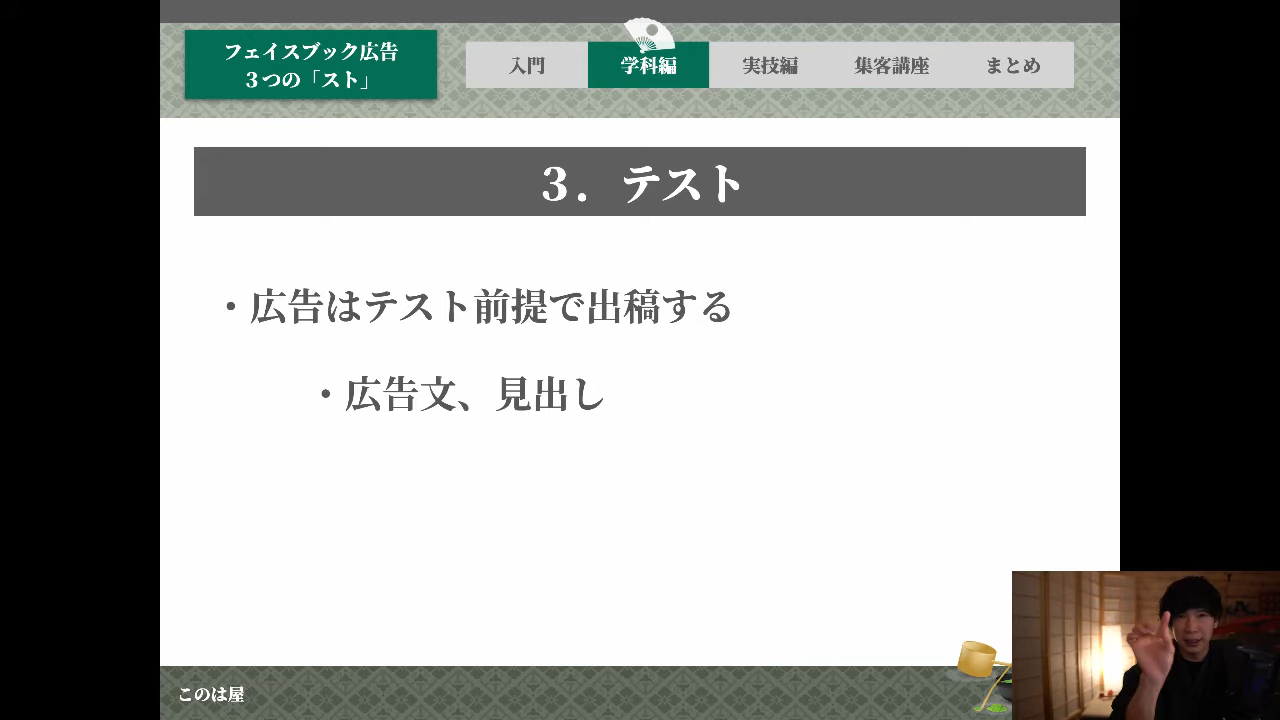 フェイスブック広告
３つの「スト」
入門
学科編
実技編
集客講座
まとめ
３．テスト
・広告はテスト前提で出稿する
・広告文、見出し
このは屋